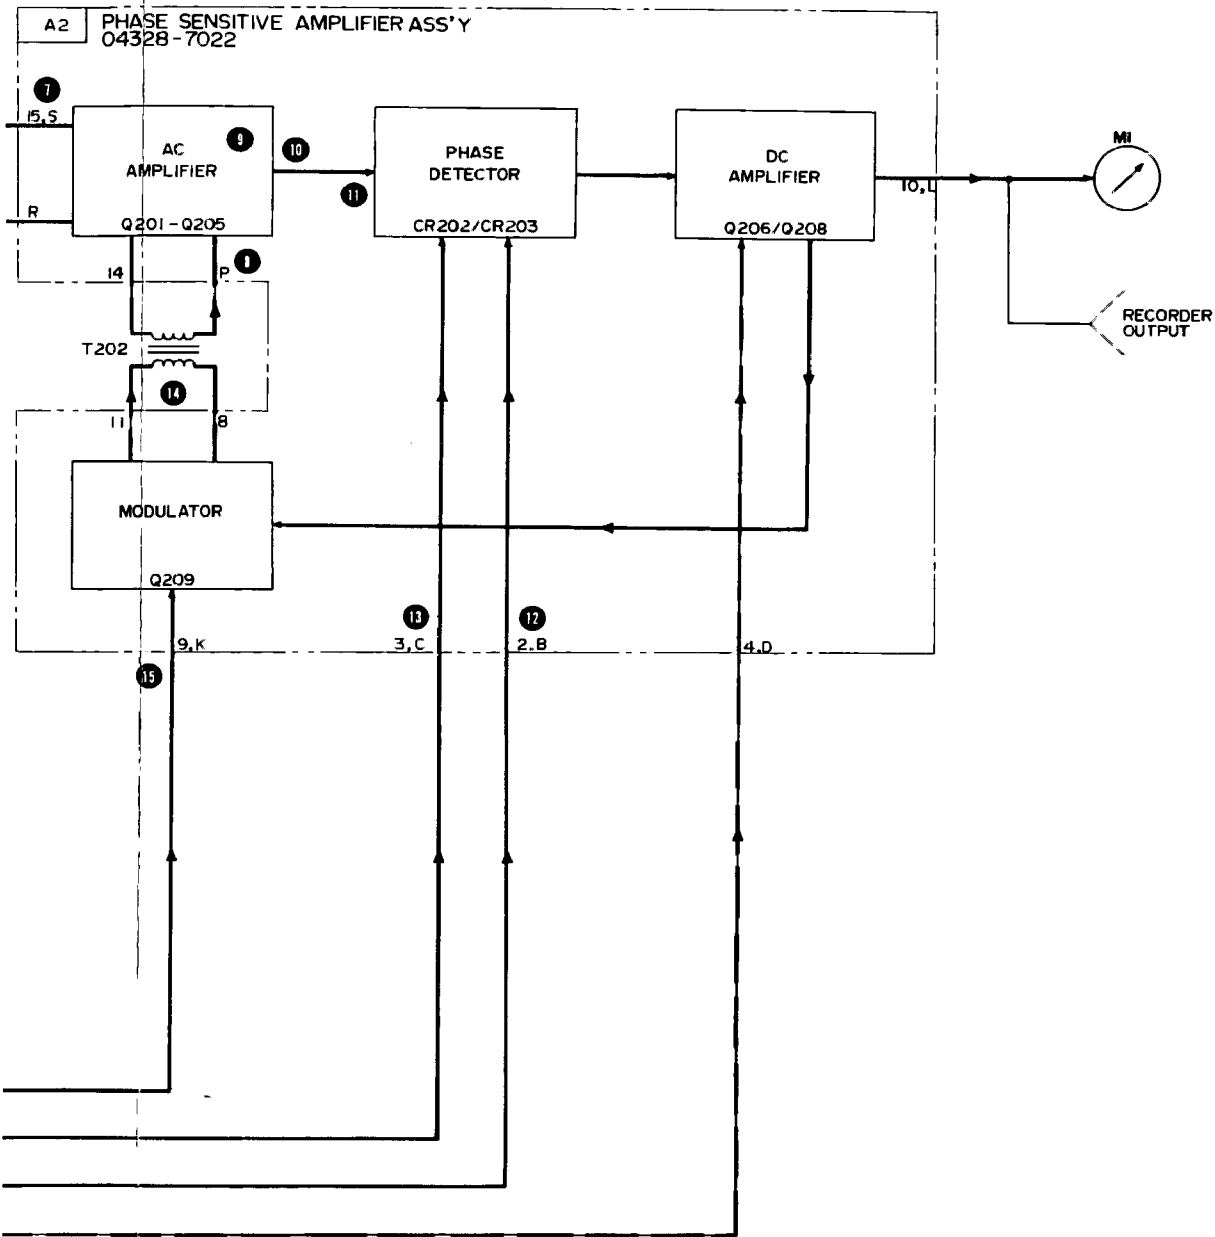 A2
PHASE SENSITIVE AMPLIFIER ASS'Y
04328-7022
7
15,S
AC
AMPLIFIER
9
10
11
PHASE
DETECTOR
DC
AMPLIFIER
M1
10,L
R
Q201-Q205
CR202/CR203
Q206/Q208
14
P
8
T202
RECORDER
OUTPUT
14
11
8
MODULATOR
Q209
13
12
9,K
3,C
2,B
4,D
15